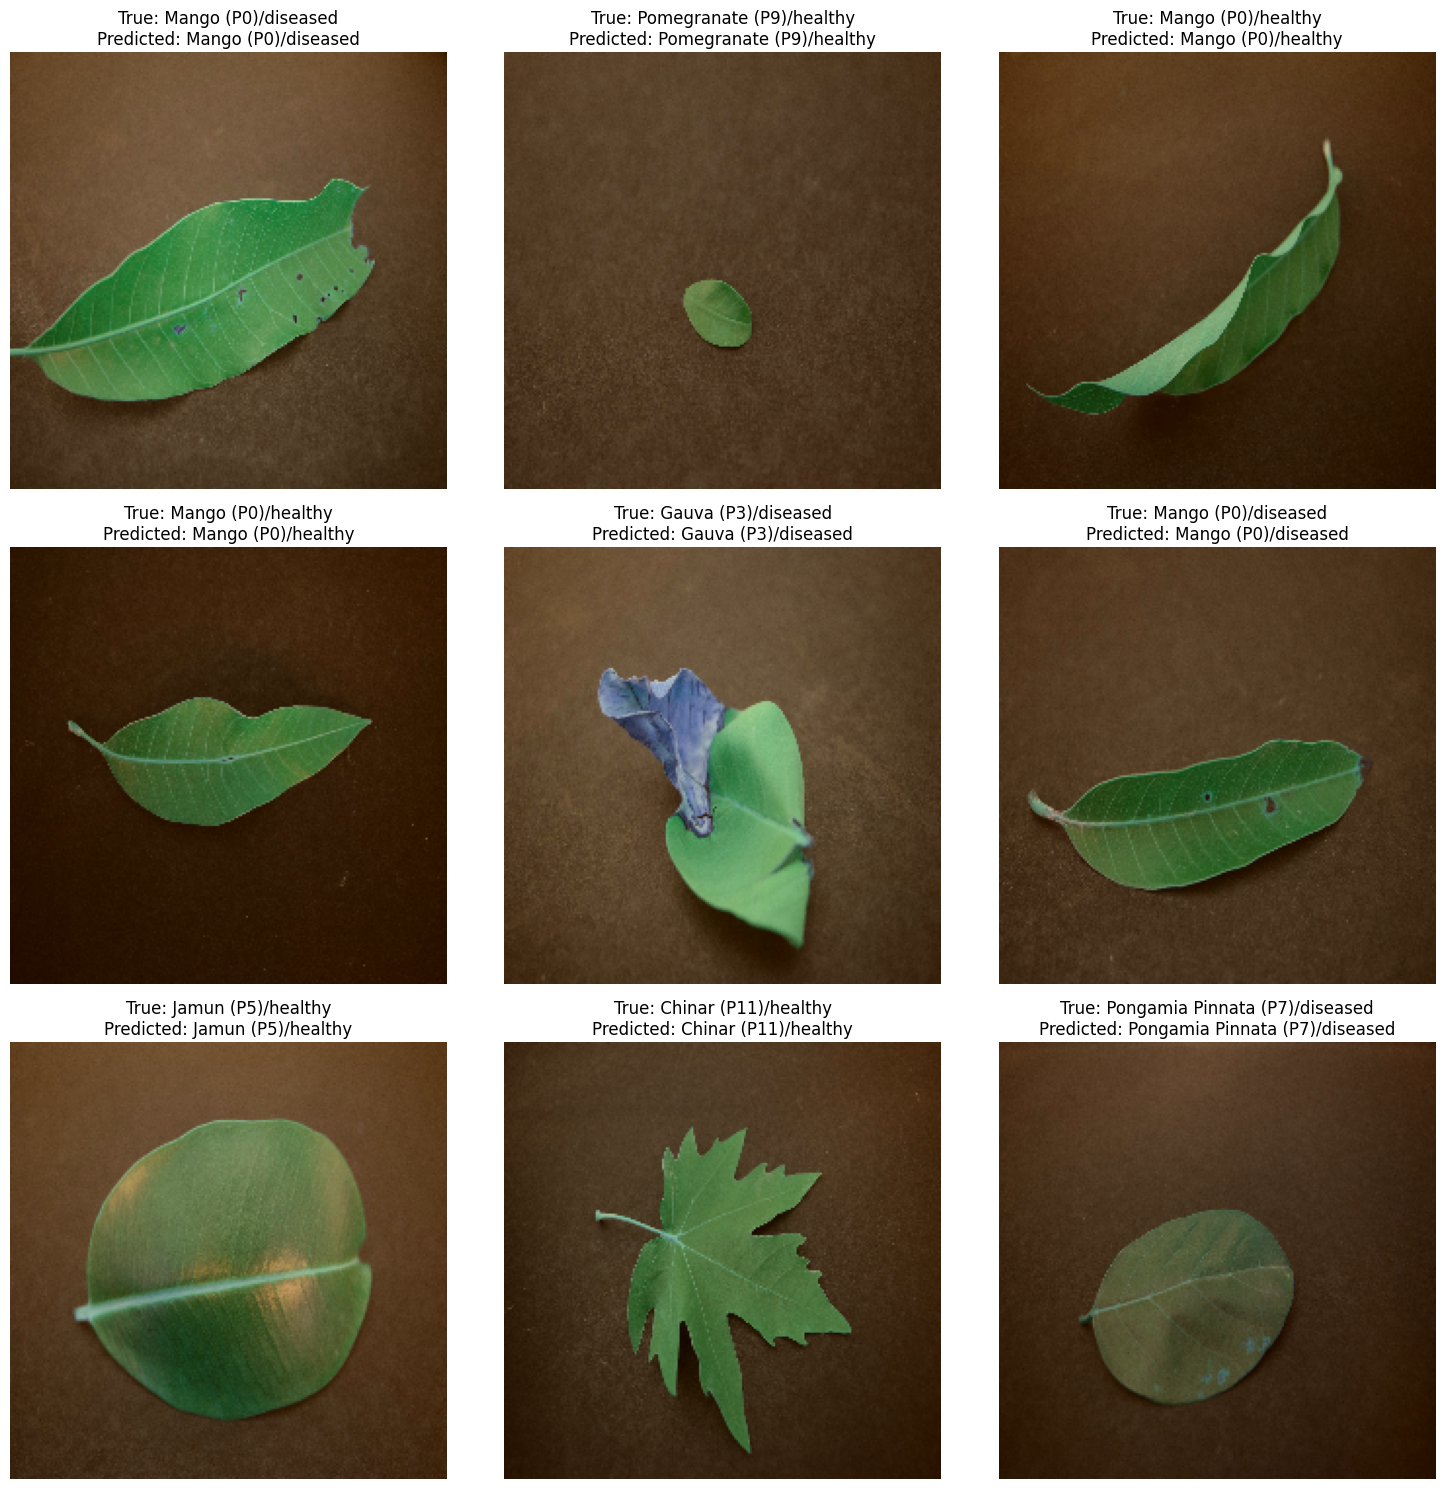 True: Mango (P0)/diseased
Predicted: Mango (P0)/diseased
True: Pomegranate (P9)/healthy
Predicted: Pomegranate (P9)/healthy
True: Mango (P0)/healthy
Predicted: Mango (P0)/healthy
True: Mango (P0)/healthy
Predicted: Mango (P0)/healthy
True: Gauva (P3)/diseased
Predicted: Gauva (P3)/diseased
True: Mango (P0)/diseased
Predicted: Mango (P0)/diseased
True: Jamun (P5)/healthy
Predicted: Jamun (P5)/healthy
True: Chinar (P11)/healthy
Predicted: Chinar (P11)/healthy
True: Pongamia Pinnata (P7)/diseased
Predicted: Pongamia Pinnata (P7)/diseased